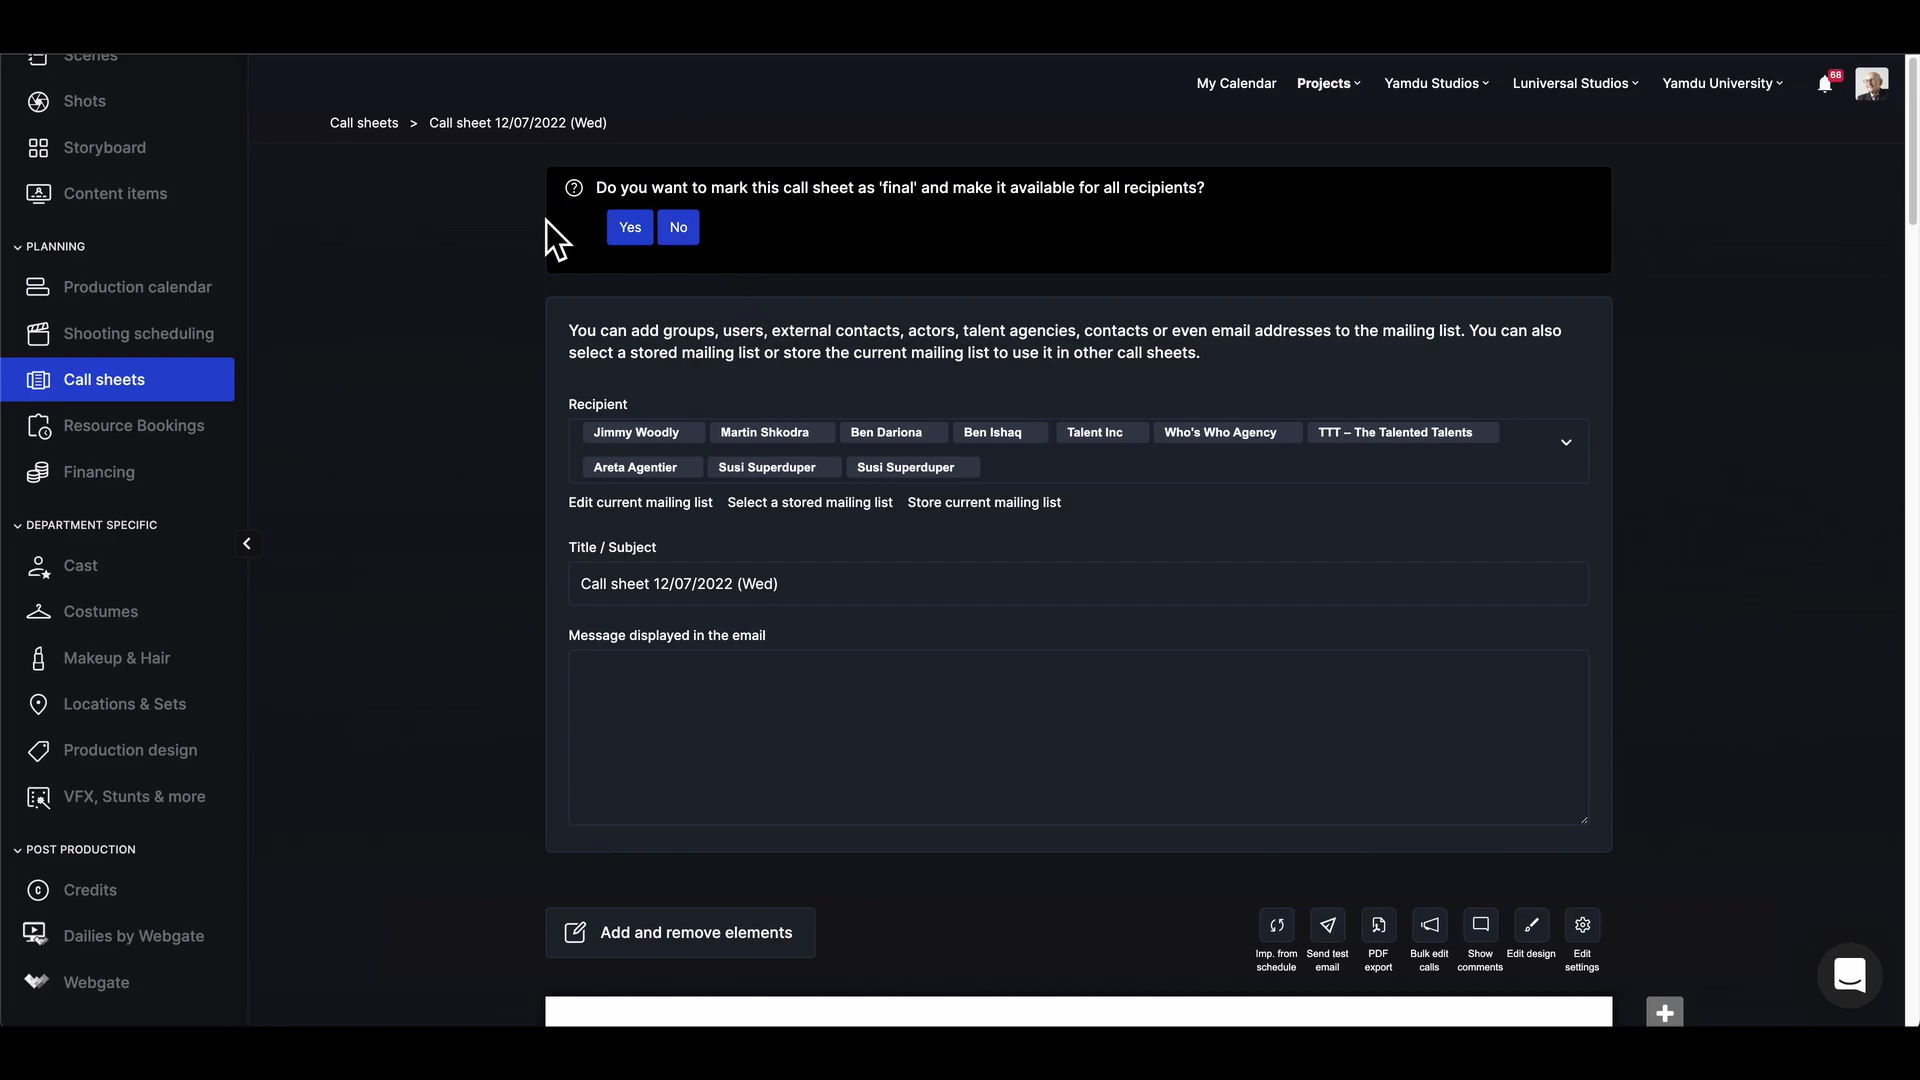 Scenes
Shots
Storyboard
Content items
PLANNING
Production calendar
Shooting scheduling
Call sheets
Resource Bookings
Financing
DEPARTMENT SPECIFIC
Cast
Costumes
Makeup & Hair
Locations & Sets
Production design
VFX, Stunts & more
POST PRODUCTION
Credits
Dailies by Webgate
Webgate
My Calendar Projects Yamdu Studios Luniversal Studios Yamdu University 68
Call sheets > Call sheet 12/07/2022 (Wed)
Do you want to mark this call sheet as 'final' and make it available for all recipients?
Yes No
You can add groups, users, external contacts, actors, talent agencies, contacts or even email addresses to the mailing list. You can also
select a stored mailing list or store the current mailing list to use it in other call sheets.
Recipient
Jimmy Woodly Martin Shkodra Ben Dariona Ben Ishaq Talent Inc Who's Who Agency TTT – The Talented Talents
Areta Agentier Susi Superduper Susi Superduper
Edit current mailing list Select a stored mailing list Store current mailing list
Title / Subject
Call sheet 12/07/2022 (Wed)
Message displayed in the email
Add and remove elements
Imp. from schedule
Send test email
PDF export
Bulk edit calls
Show comments
Edit design
Edit settings